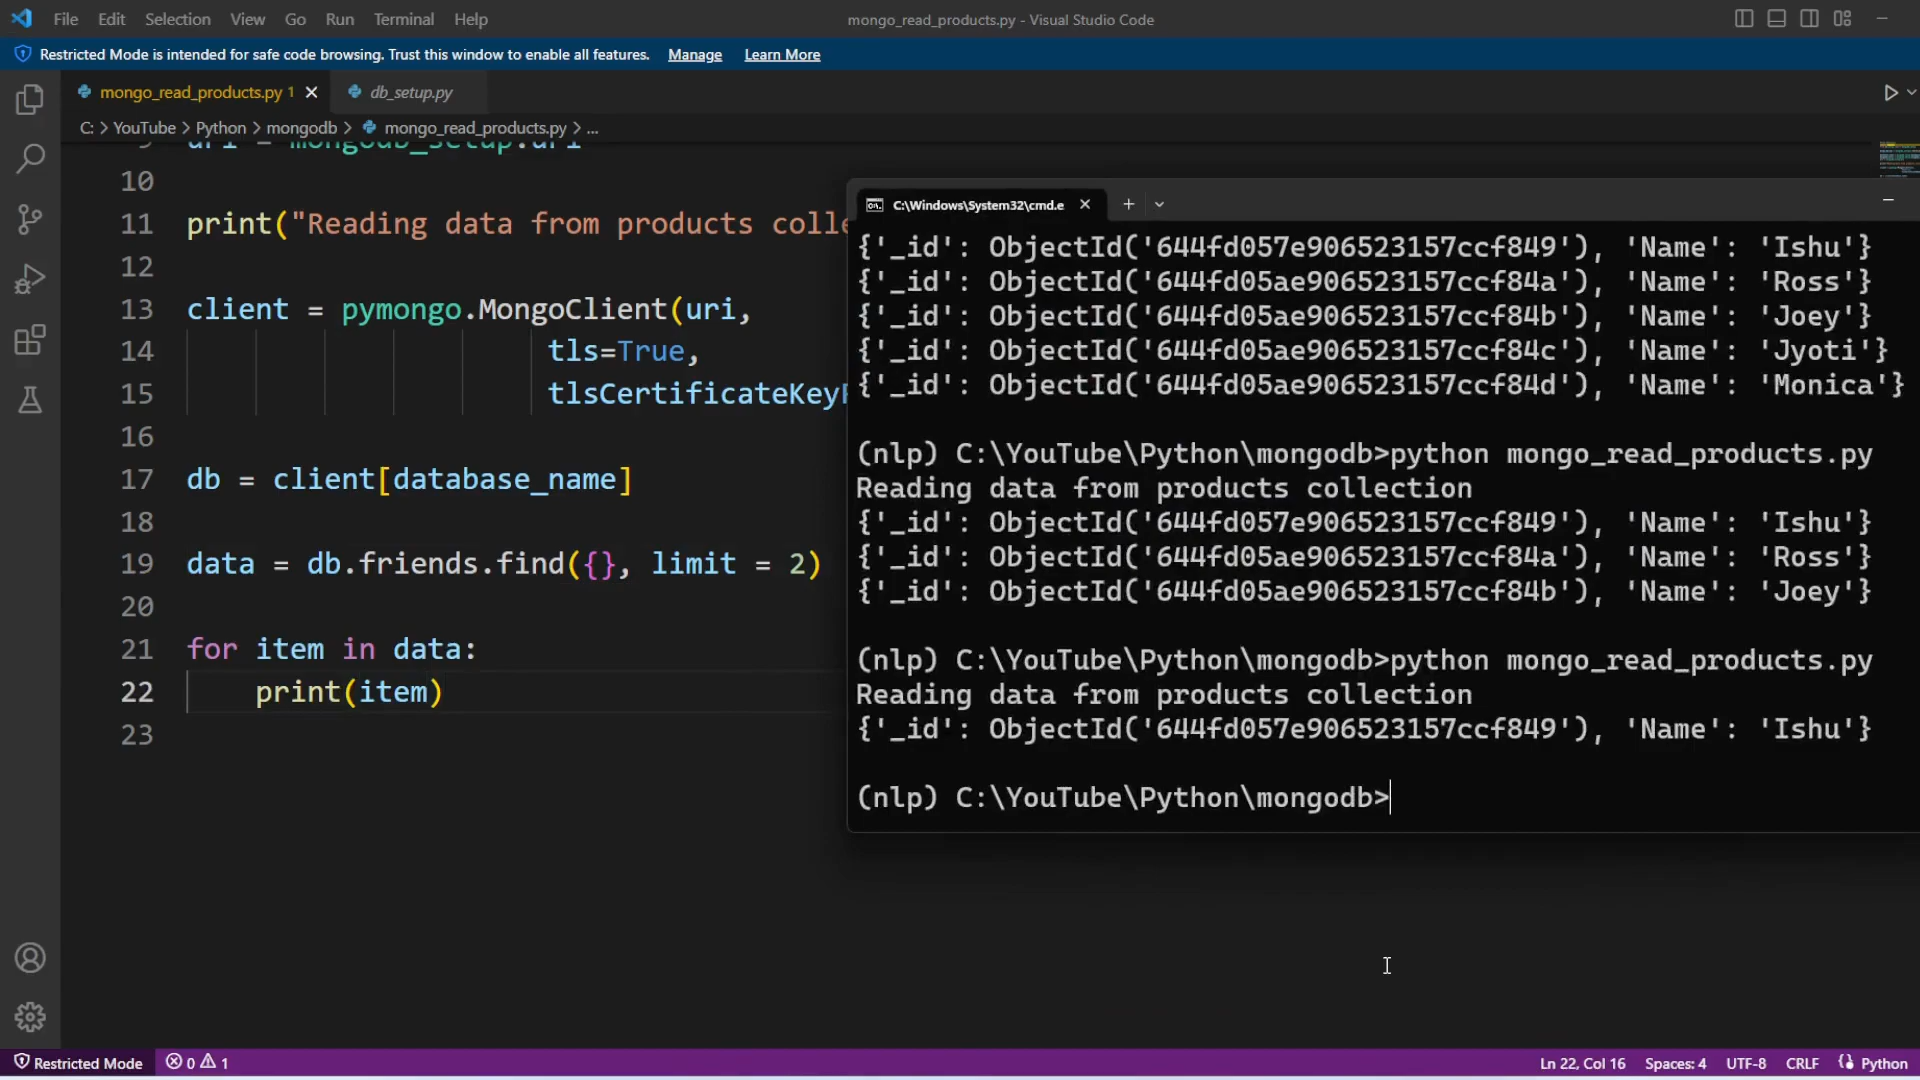 File Edit Selection View Go Run Terminal Help
mongo_read_products.py - Visual Studio Code
Restricted Mode is intended for safe code browsing. Trust this window to enable all features. Manage Learn More
mongo_read_products.py 1
db_setup.py
C: > YouTube > Python > mongodb > mongo_read_products.py > ...
9 uri = mongodb_setup.uri
10
11 print("Reading data from products colle
12
13 client = pymongo.MongoClient(uri,
14 tls=True,
15 tlsCertificateKeyF
16
17 db = client[database_name]
18
19 data = db.friends.find({}, limit = 2)
20
21 for item in data:
22 print(item)
23
C:\Windows\System32\cmd.e
{'_id': ObjectId('644fd057e906523157ccf849'), 'Name': 'Ishu'}
{'_id': ObjectId('644fd05ae906523157ccf84a'), 'Name': 'Ross'}
{'_id': ObjectId('644fd05ae906523157ccf84b'), 'Name': 'Joey'}
{'_id': ObjectId('644fd05ae906523157ccf84c'), 'Name': 'Jyoti'}
{'_id': ObjectId('644fd05ae906523157ccf84d'), 'Name': 'Monica'}
(nlp) C:\YouTube\Python\mongodb>python mongo_read_products.py
Reading data from products collection
{'_id': ObjectId('644fd057e906523157ccf849'), 'Name': 'Ishu'}
{'_id': ObjectId('644fd05ae906523157ccf84a'), 'Name': 'Ross'}
{'_id': ObjectId('644fd05ae906523157ccf84b'), 'Name': 'Joey'}
(nlp) C:\YouTube\Python\mongodb>python mongo_read_products.py
Reading data from products collection
{'_id': ObjectId('644fd057e906523157ccf849'), 'Name': 'Ishu'}
(nlp) C:\YouTube\Python\mongodb>
Restricted Mode 0 1
Ln 22, Col 16 Spaces: 4 UTF-8 CRLF Python